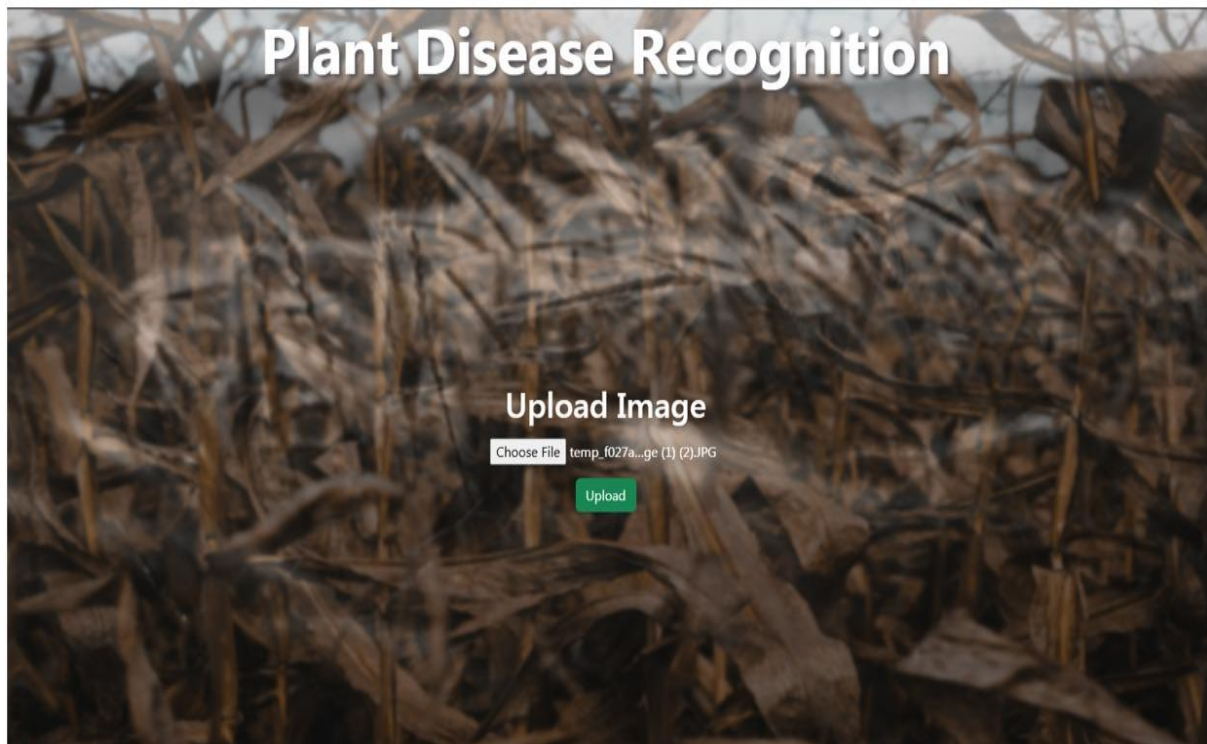 Plant Disease Recognition
Upload Image
Choose File temp_f027a...ge (1) (2).JPG
Upload